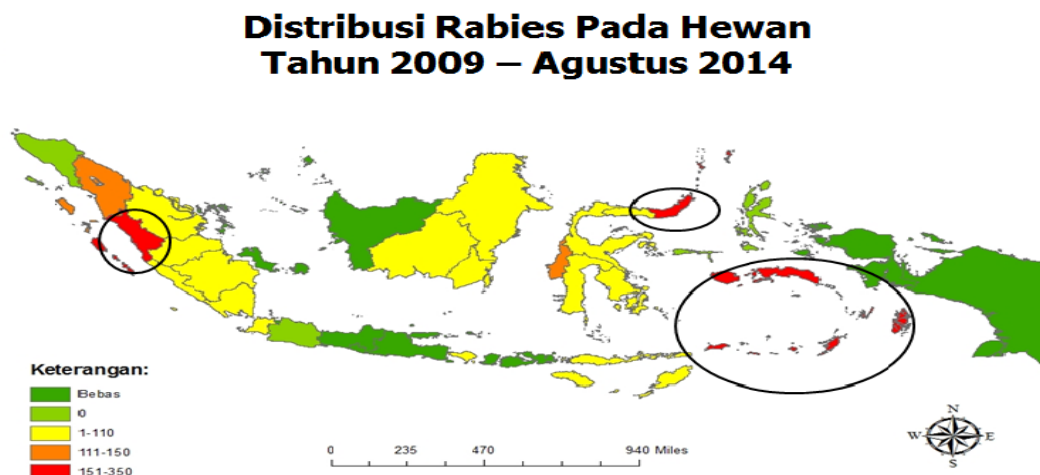 Distribusi Rabies Pada Hewan
Tahun 2009 – Agustus 2014
Keterangan:
Bebas
0
1-110
111-150
151-350
0 235 470 940 Miles
N
W E
S